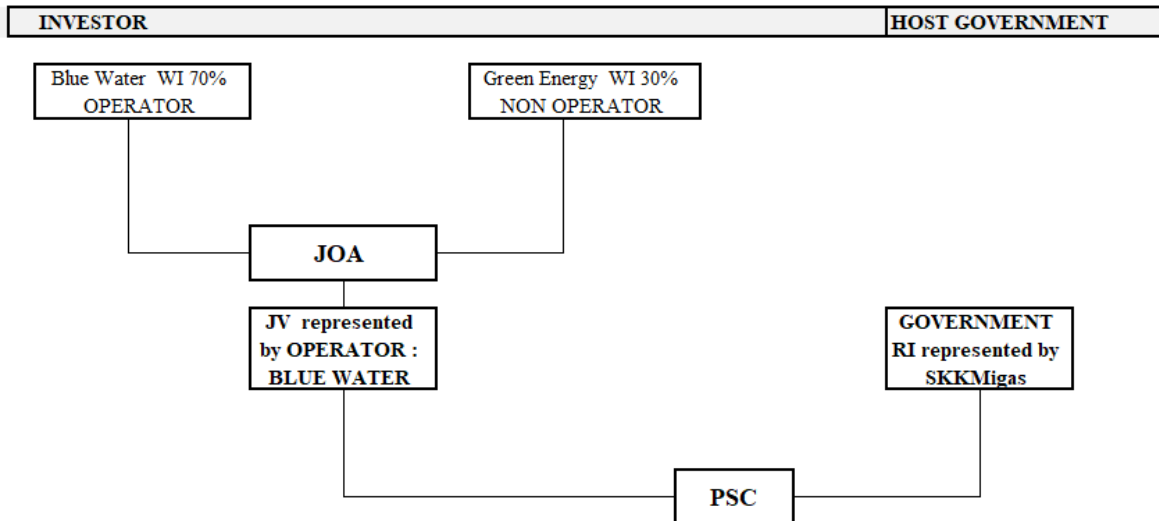 INVESTOR
HOST GOVERNMENT
Blue Water WI 70%
OPERATOR
Green Energy WI 30%
NON OPERATOR
JOA
JV represented
by OPERATOR :
BLUE WATER
GOVERNMENT
RI represented by
SKKMigas
PSC